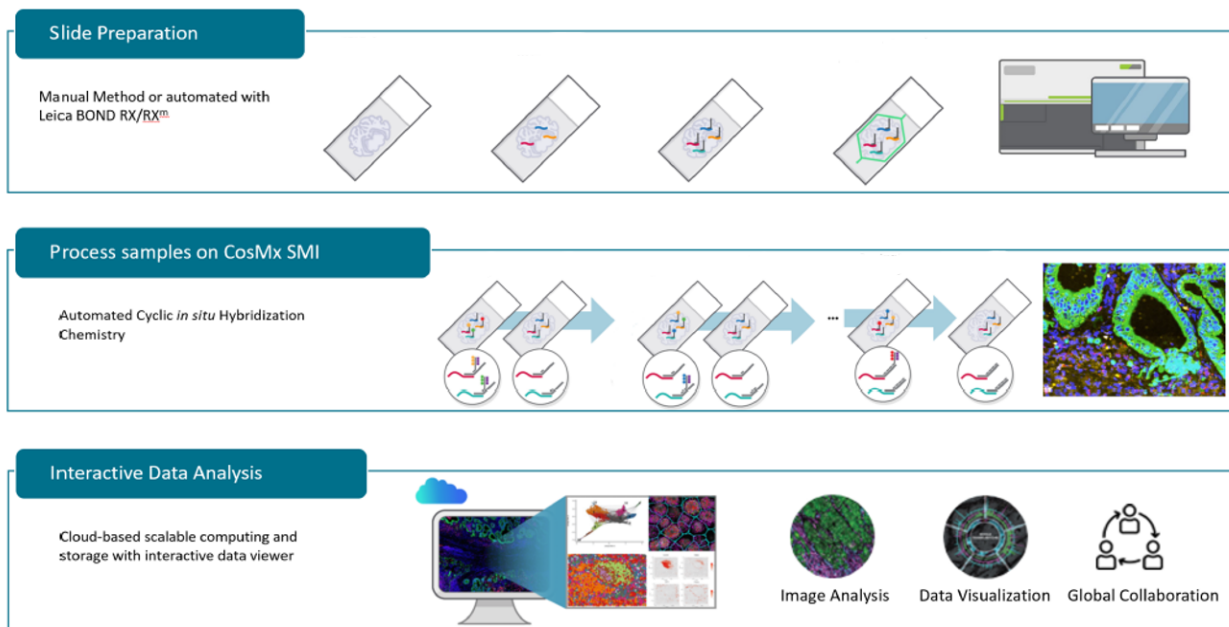 Slide Preparation
Manual Method or automated with
Leica BOND RX/RXᵐ
Process samples on CosMx SMI
Automated Cyclic in situ Hybridization
Chemistry
...
Interactive Data Analysis
Cloud-based scalable computing and
storage with interactive data viewer
Image Analysis
Data Visualization
Global Collaboration